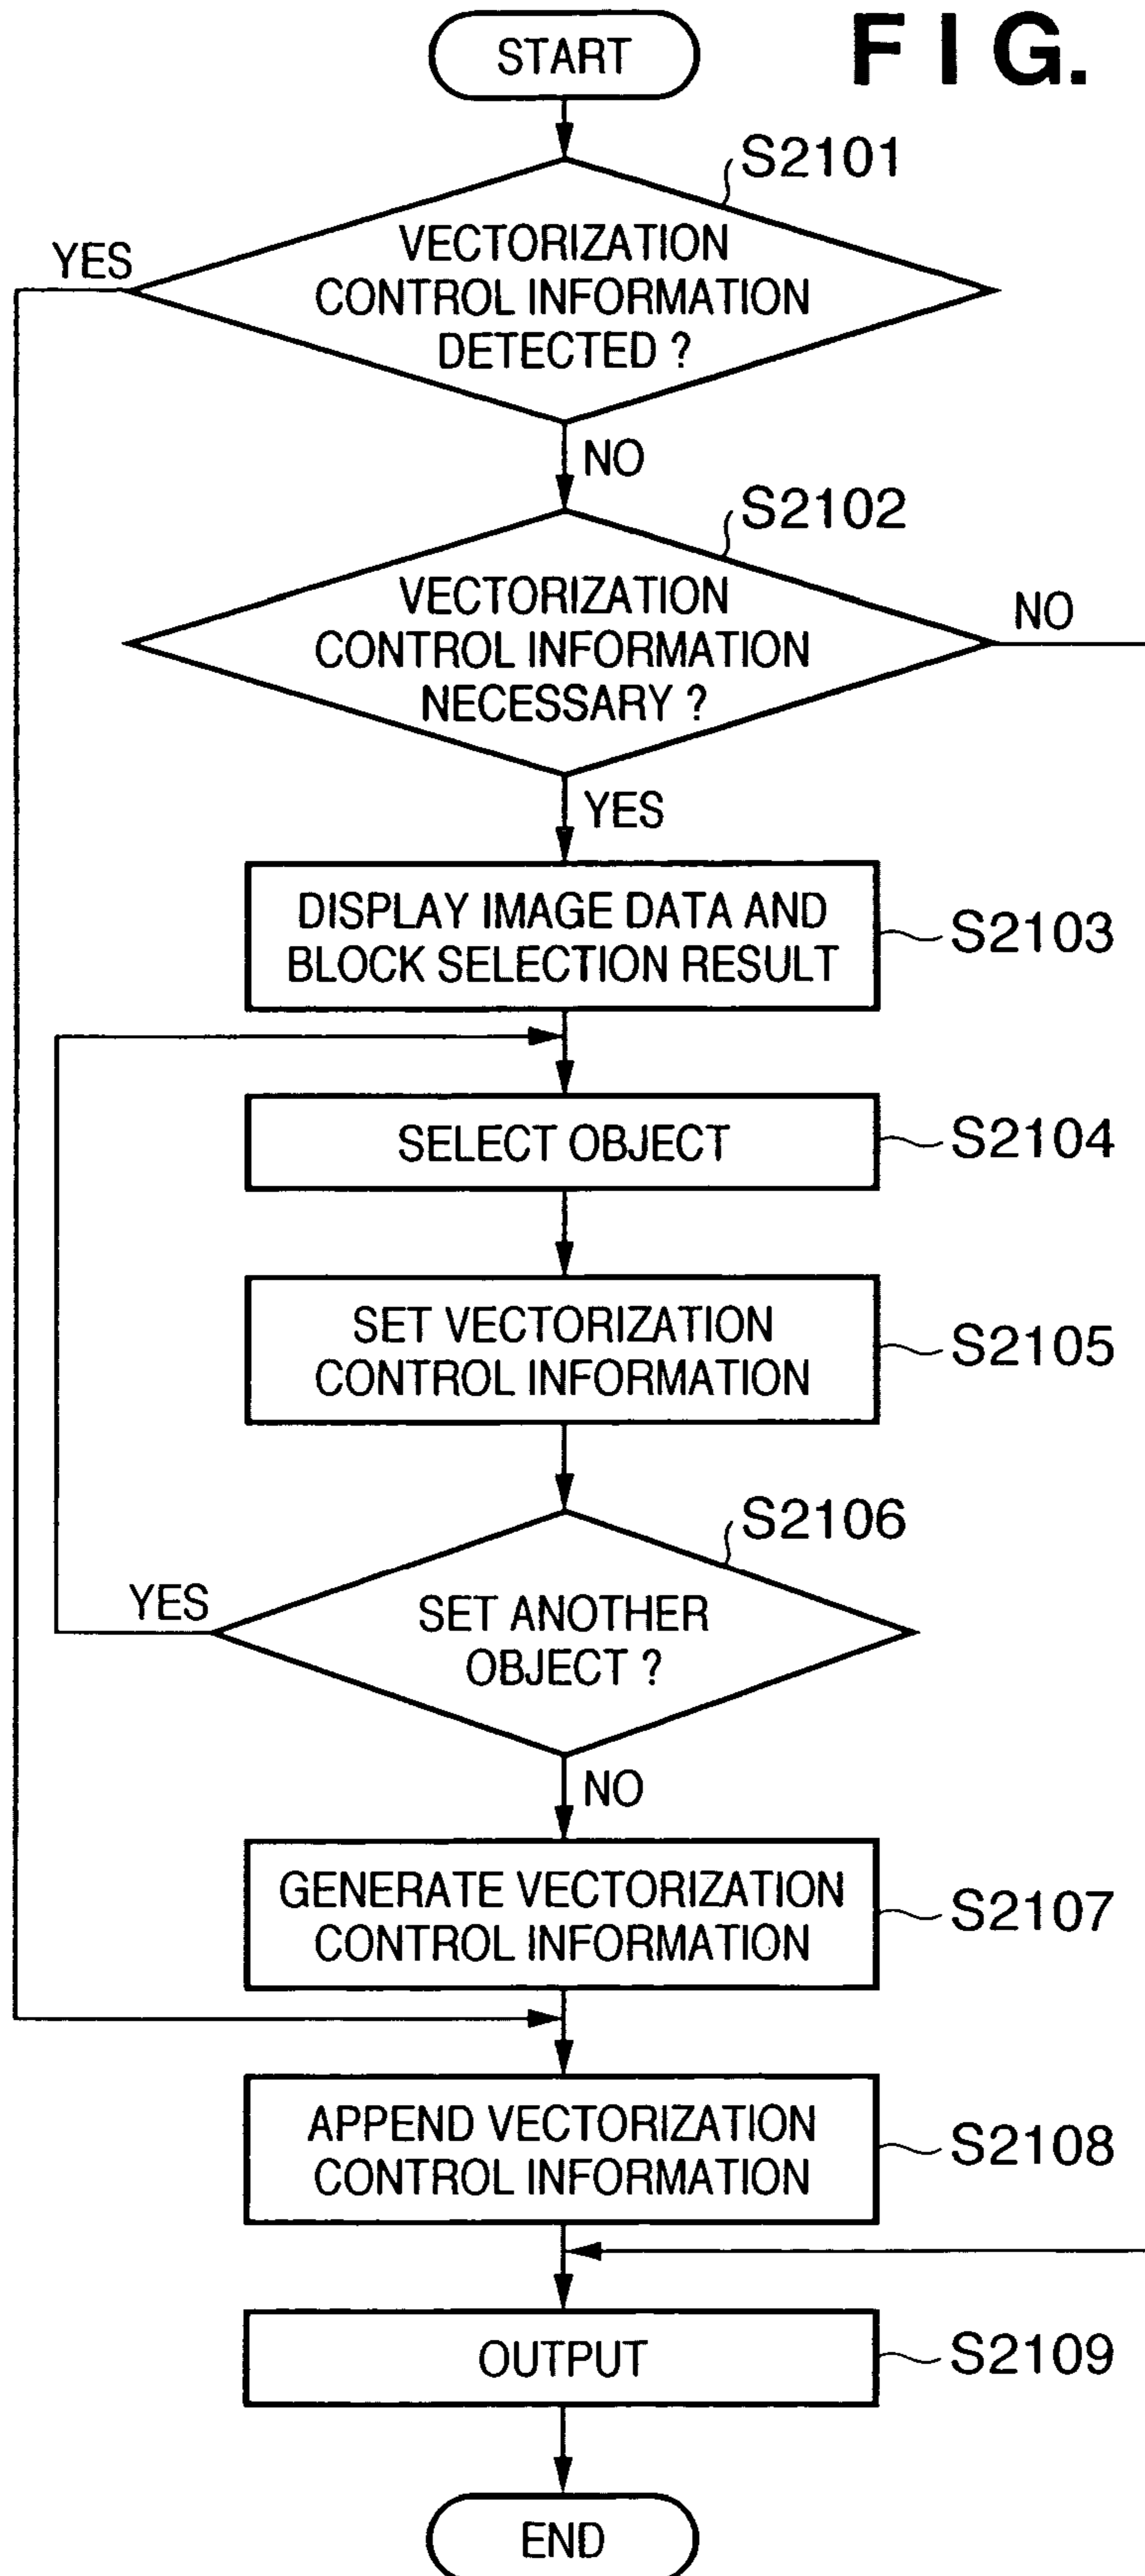 START
FIG.
S2101
YES
VECTORIZATION
CONTROL INFORMATION
DETECTED ?
NO
S2102
VECTORIZATION
CONTROL INFORMATION
NECESSARY ?
NO
YES
DISPLAY IMAGE DATA AND
BLOCK SELECTION RESULT
S2103
SELECT OBJECT
S2104
SET VECTORIZATION
CONTROL INFORMATION
S2105
S2106
YES
SET ANOTHER
OBJECT ?
NO
GENERATE VECTORIZATION
CONTROL INFORMATION
S2107
APPEND VECTORIZATION
CONTROL INFORMATION
S2108
OUTPUT
S2109
END